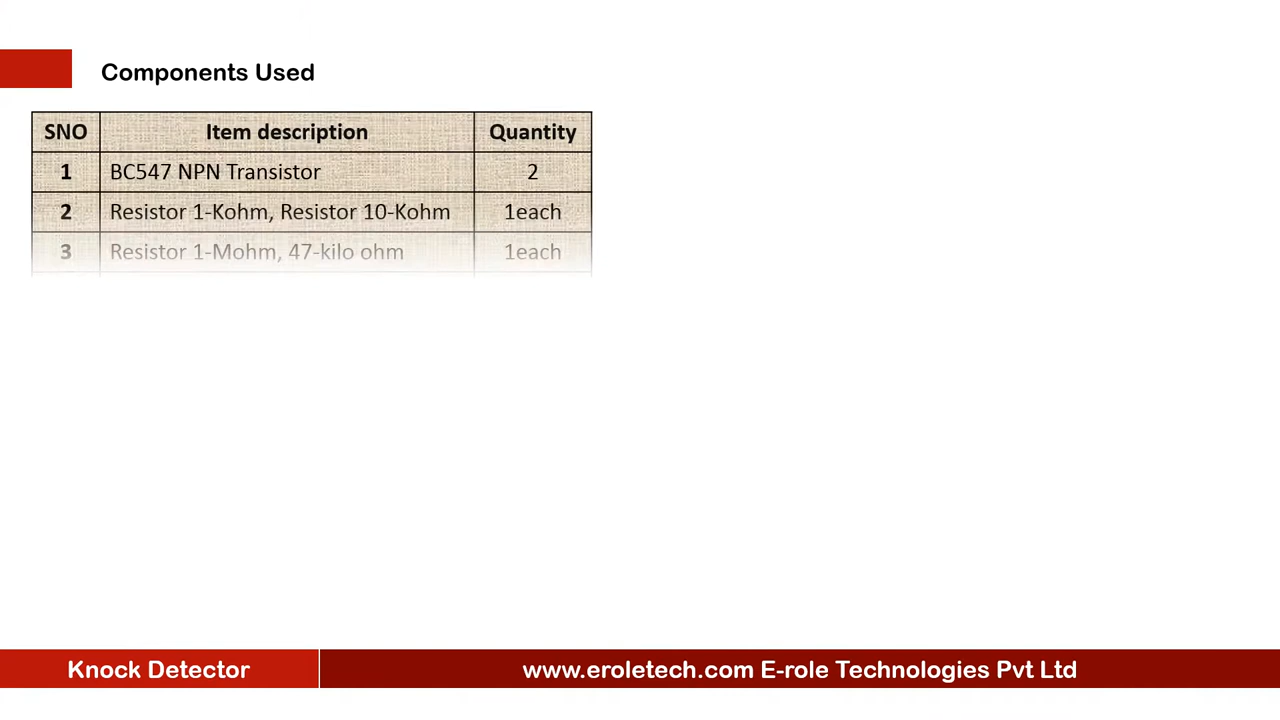 Components Used
SNO Item description Quantity
1 BC547 NPN Transistor 2
2 Resistor 1-Kohm, Resistor 10-Kohm 1each
3 Resistor 1-Mohm, 47-kilo ohm 1each
Knock Detector www.eroletech.com E-role Technologies Pvt Ltd